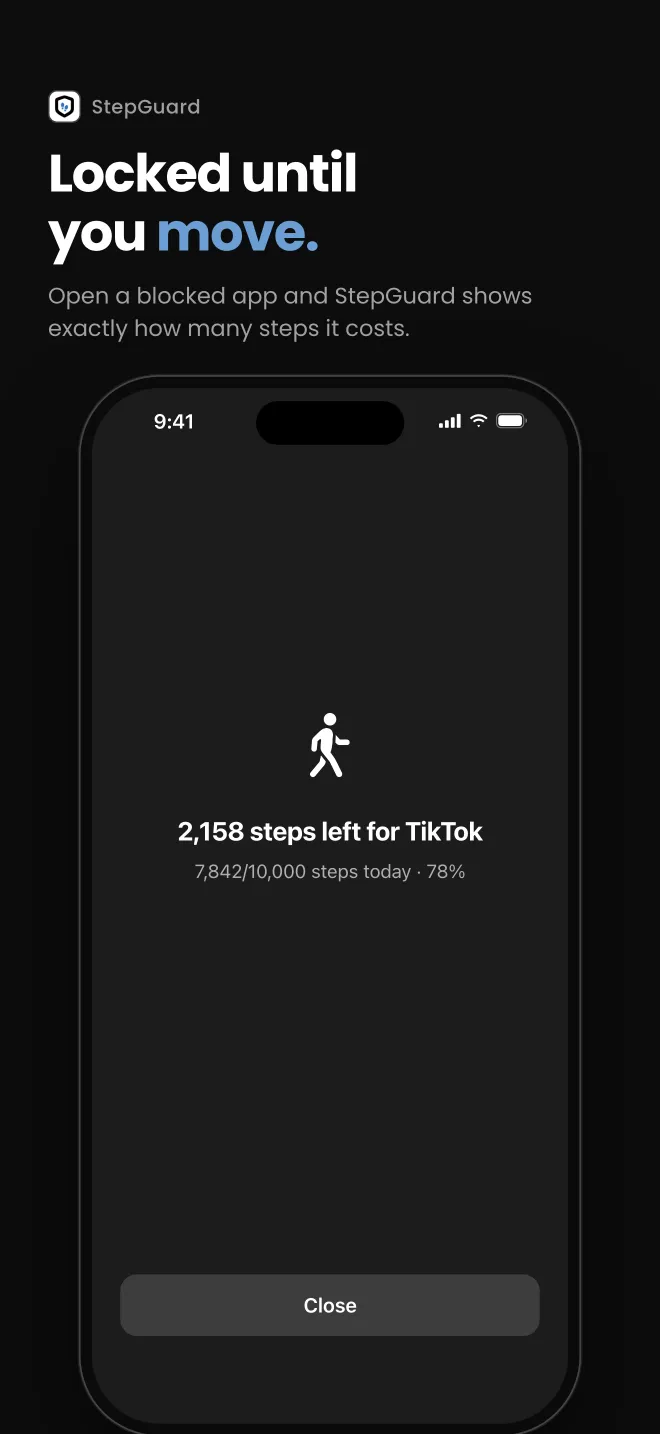 StepGuard
Locked until
you move.
Open a blocked app and StepGuard shows
exactly how many steps it costs.
9:41
2,158 steps left for TikTok
7,842/10,000 steps today · 78%
Close